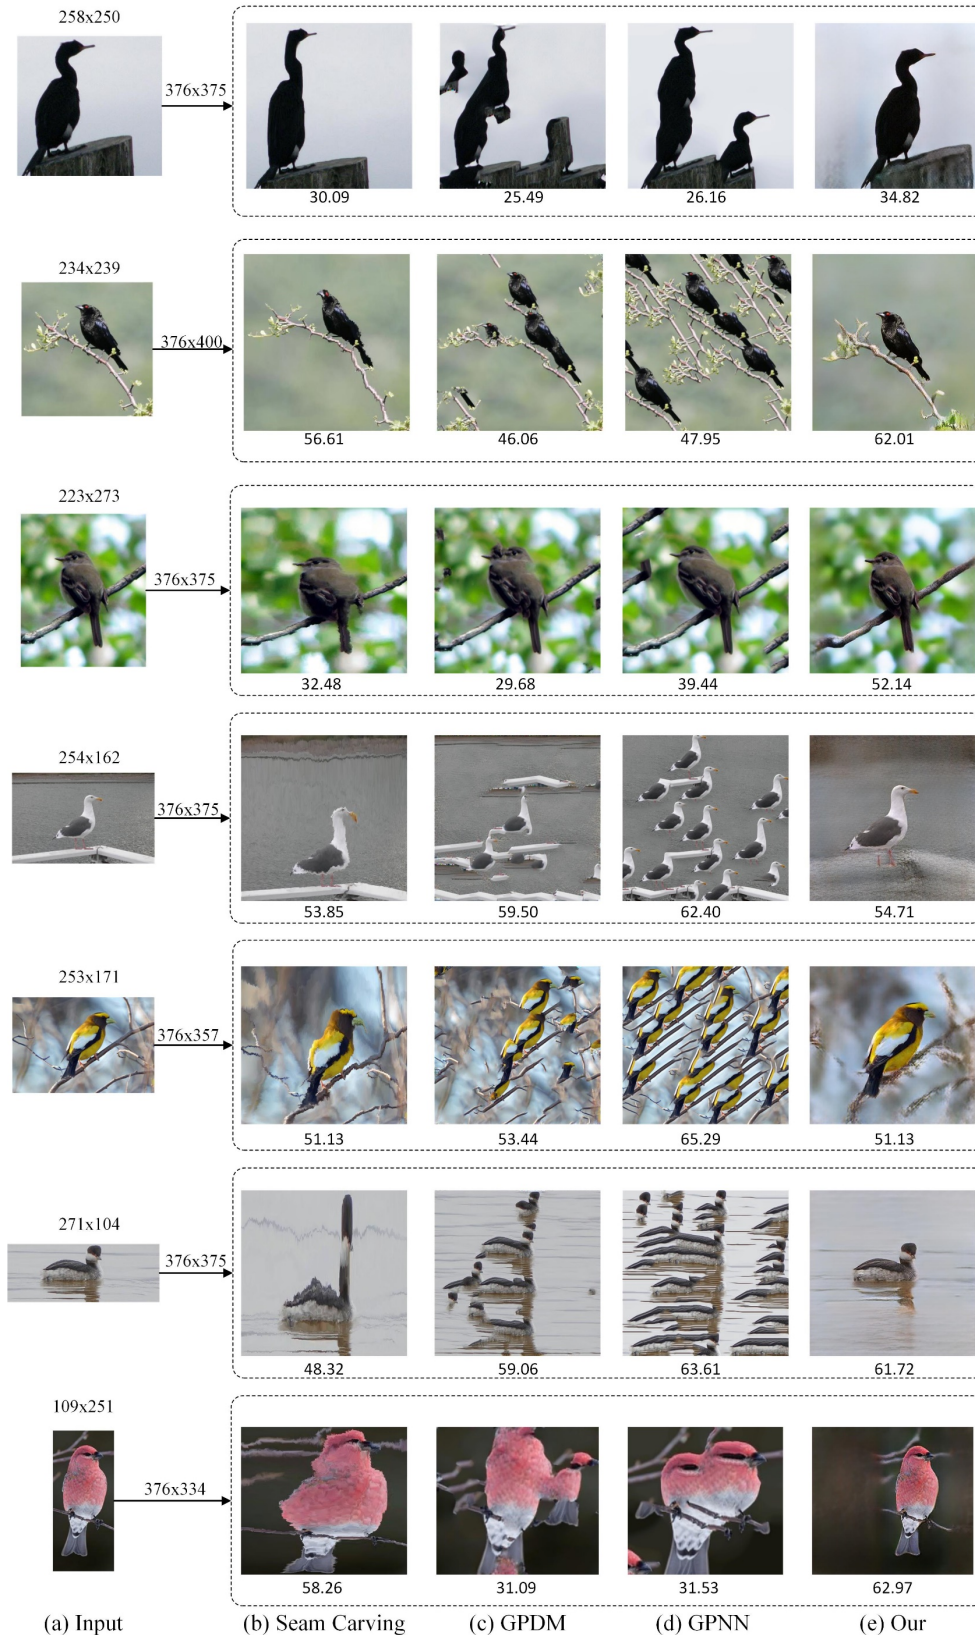 258x250
376x375
30.09 25.49 26.16 34.82
234x239
376x400
56.61 46.06 47.95 62.01
223x273
376x375
32.48 29.68 39.44 52.14
254x162
376x375
53.85 59.50 62.40 54.71
253x171
376x357
51.13 53.44 65.29 51.13
271x104
376x375
48.32 59.06 63.61 61.72
109x251
376x334
58.26 31.09 31.53 62.97
(a) Input (b) Seam Carving (c) GPDM (d) GPNN (e) Our